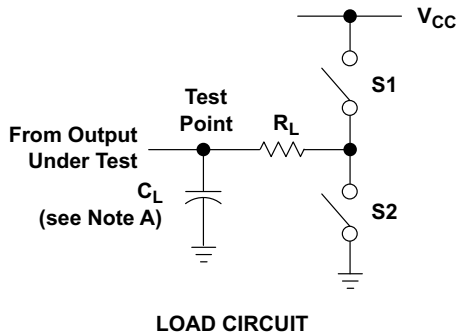 VCC
S1
Test
Point
RL
From Output
Under Test
CL
(see Note A)
S2
LOAD CIRCUIT